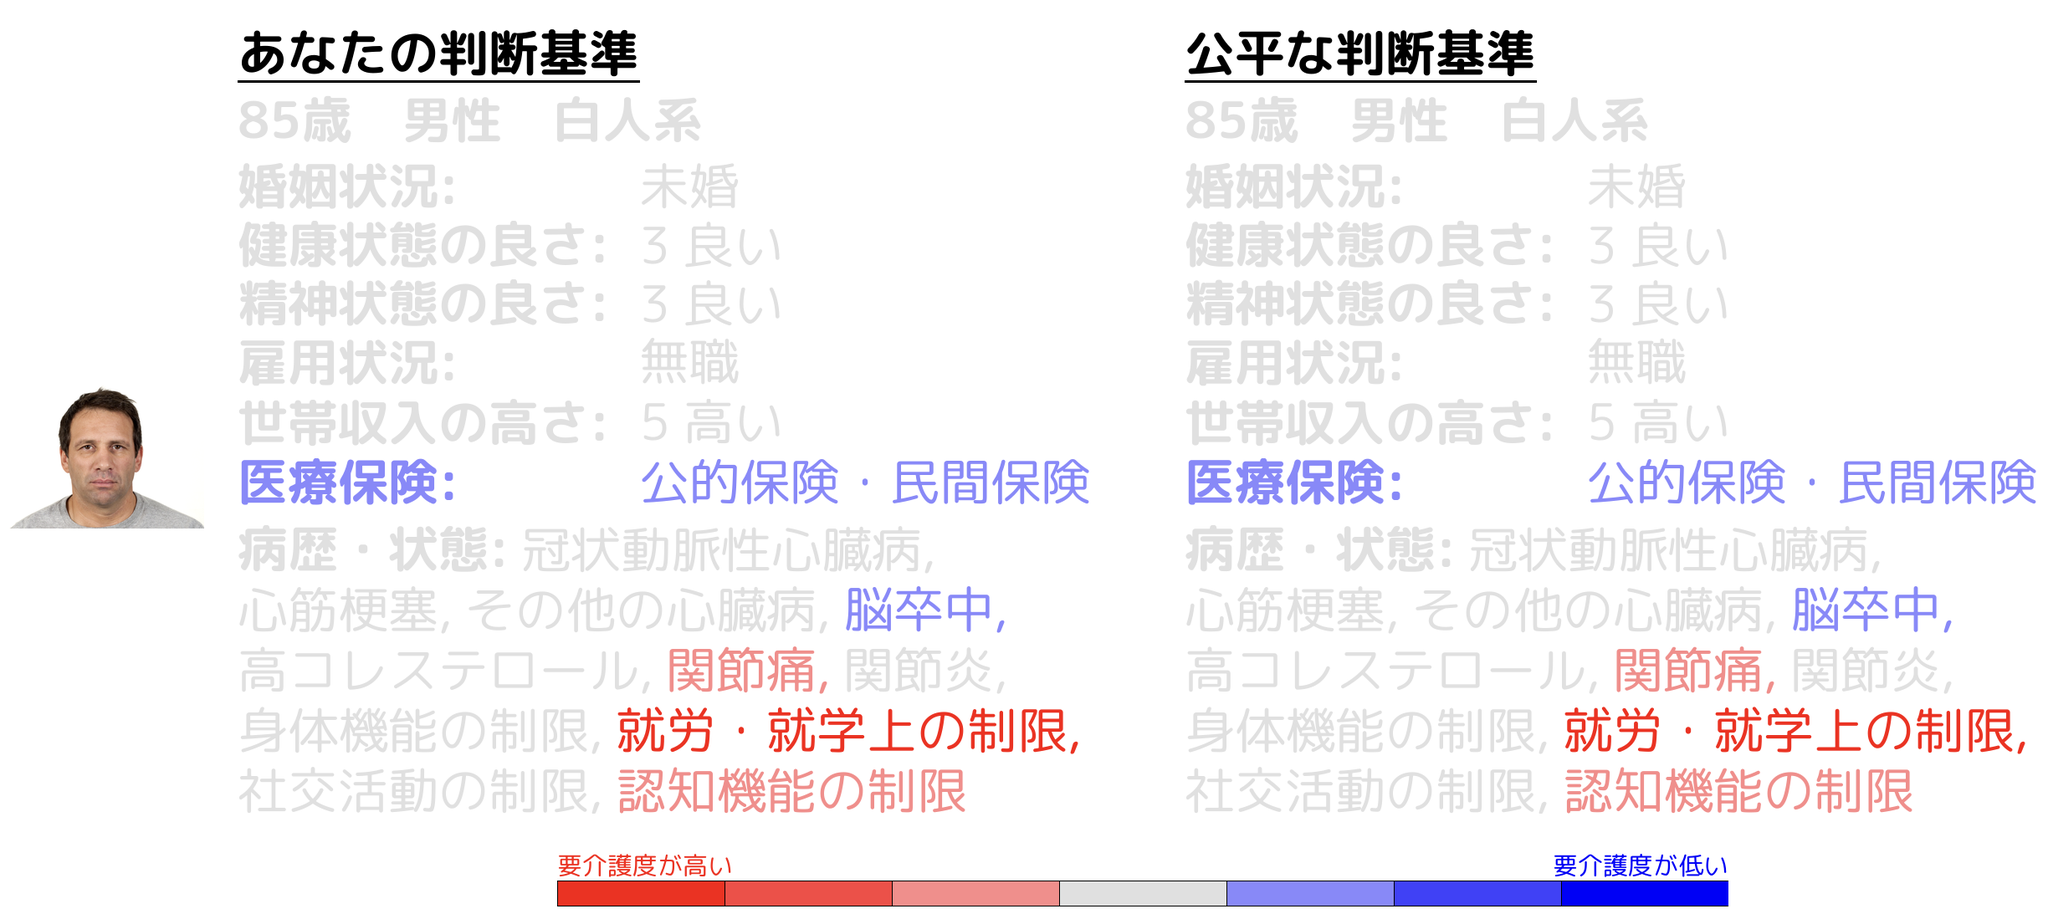 あなたの判断基準
85歳　男性　白人系
婚姻状況: 未婚
健康状態の良さ: 3 良い
精神状態の良さ: 3 良い
雇用状況: 無職
世帯収入の高さ: 5 高い
医療保険: 公的保険・民間保険
病歴・状態: 冠状動脈性心臓病,
心筋梗塞, その他の心臓病, 脳卒中,
高コレステロール, 関節痛, 関節炎,
身体機能の制限, 就労・就学上の制限,
社交活動の制限, 認知機能の制限
公平な判断基準
85歳　男性　白人系
婚姻状況: 未婚
健康状態の良さ: 3 良い
精神状態の良さ: 3 良い
雇用状況: 無職
世帯収入の高さ: 5 高い
医療保険: 公的保険・民間保険
病歴・状態: 冠状動脈性心臓病,
心筋梗塞, その他の心臓病, 脳卒中,
高コレステロール, 関節痛, 関節炎,
身体機能の制限, 就労・就学上の制限,
社交活動の制限, 認知機能の制限
要介護度が高い
要介護度が低い